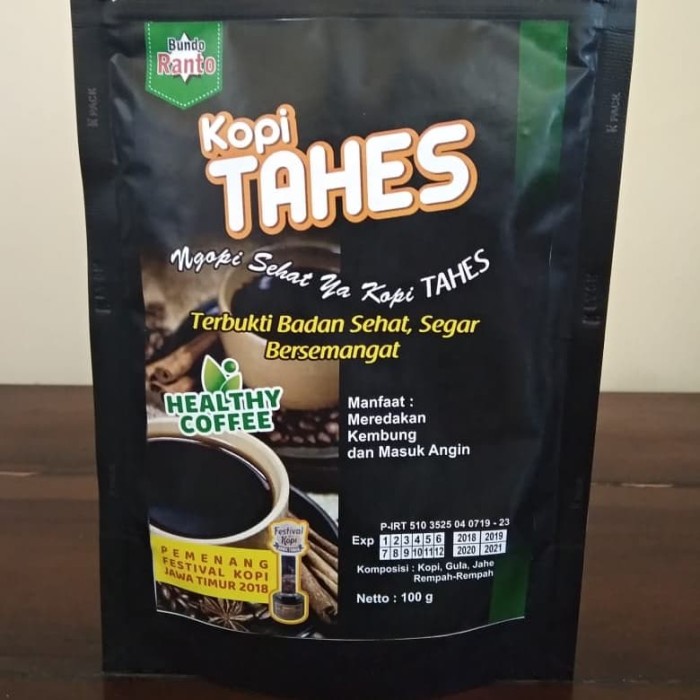 K PACK
K PACK
Bundo
Ranto
Kopi
TAHES
Ngopi Sehat Ya Kopi TAHES
Terbukti Badan Sehat, Segar
Bersemangat
HEALTHY
COFFEE
Manfaat :
Meredakan
Kembung
dan Masuk Angin
P-IRT 510 3525 04 0719 - 23
Exp 1 2 3 4 5 6 2018 2019
7 8 9 10 11 12 2020 2021
Komposisi : Kopi, Gula, Jahe
Rempah-Rempah
Netto : 100 g
Festival
Kopi
PEMENANG
FESTIVAL KOPI
JAWA TIMUR 2018